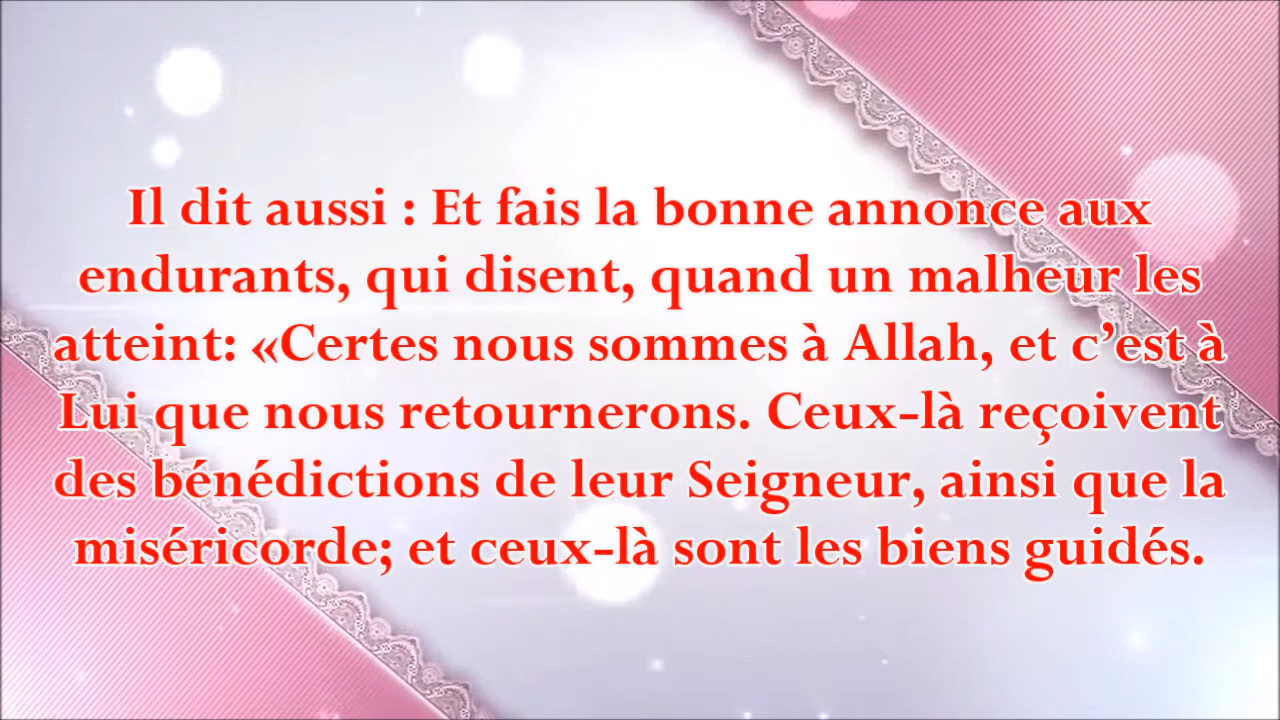 Il dit aussi : Et fais la bonne annonce aux
endurants, qui disent, quand un malheur les
atteint: «Certes nous sommes à Allah, et c’est à
Lui que nous retournerons. Ceux-là reçoivent
des bénédictions de leur Seigneur, ainsi que la
miséricorde; et ceux-là sont les biens guidés.